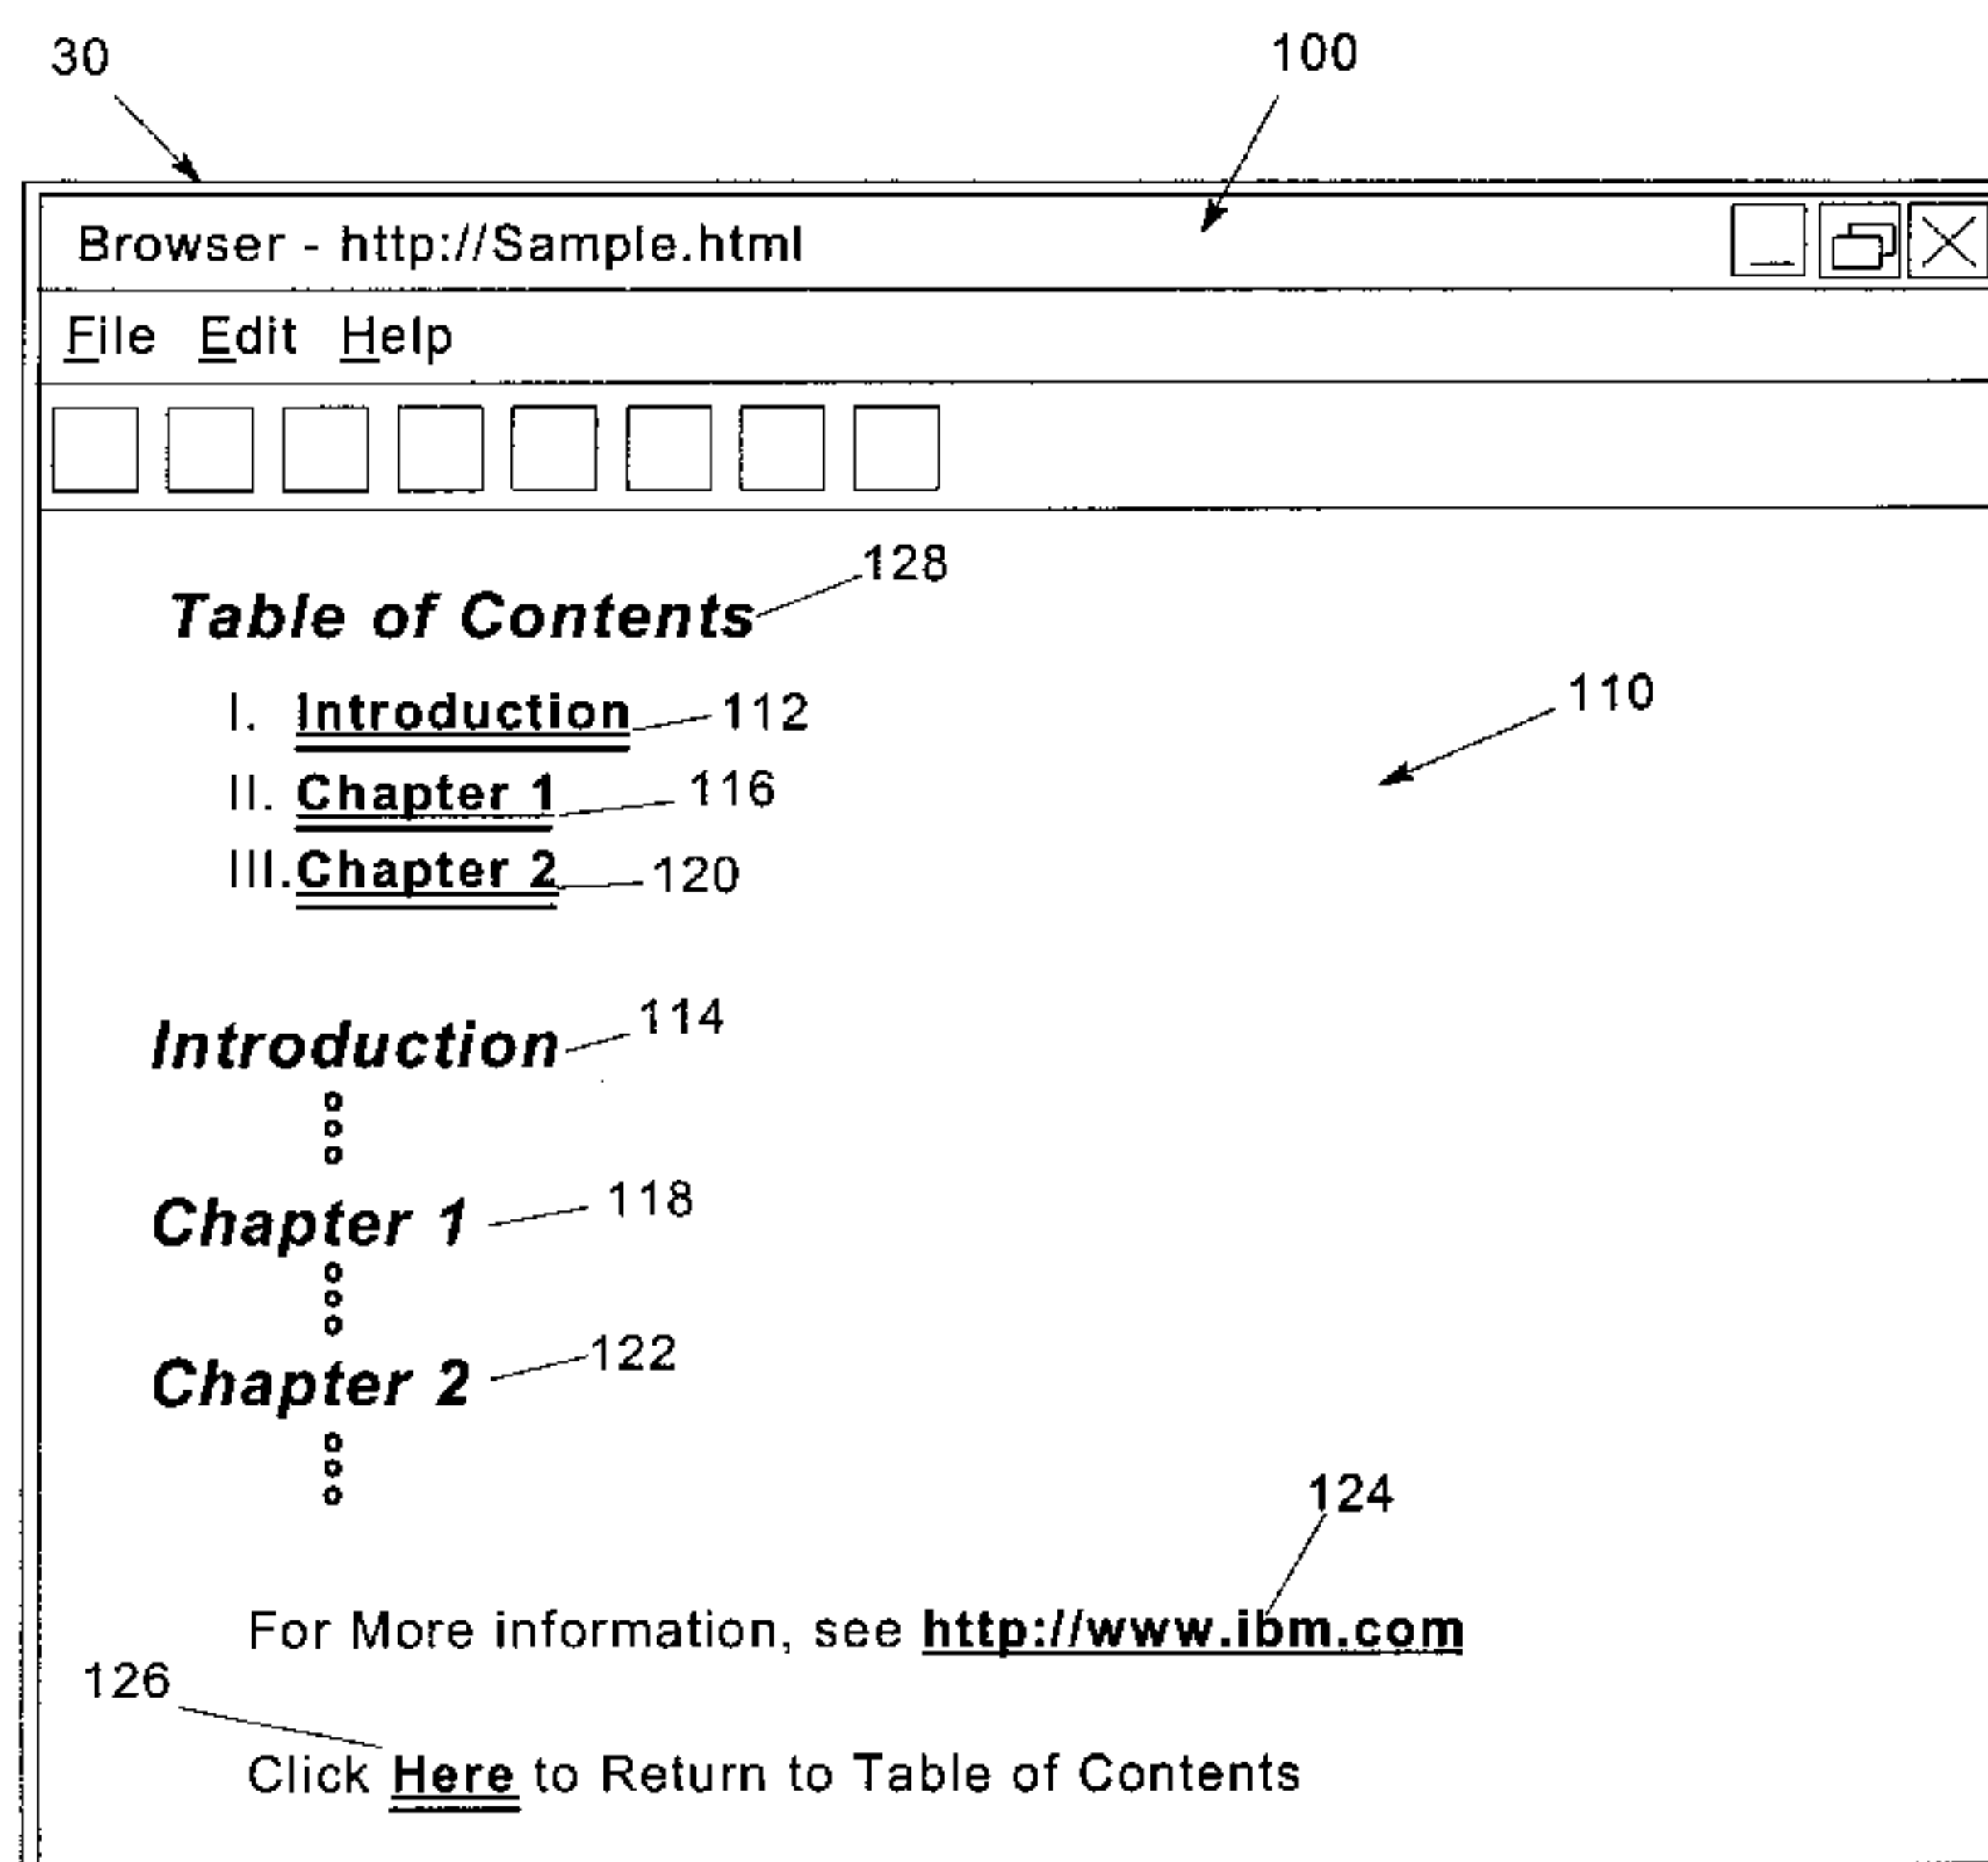 30 100
Browser - http://Sample.html
File Edit Help
128
Table of Contents
I. Introduction 112
110
II. Chapter 1 116
III. Chapter 2 120
Introduction 114
Chapter 1 118
Chapter 2 122
124
For More information, see http://www.ibm.com
126
Click Here to Return to Table of Contents